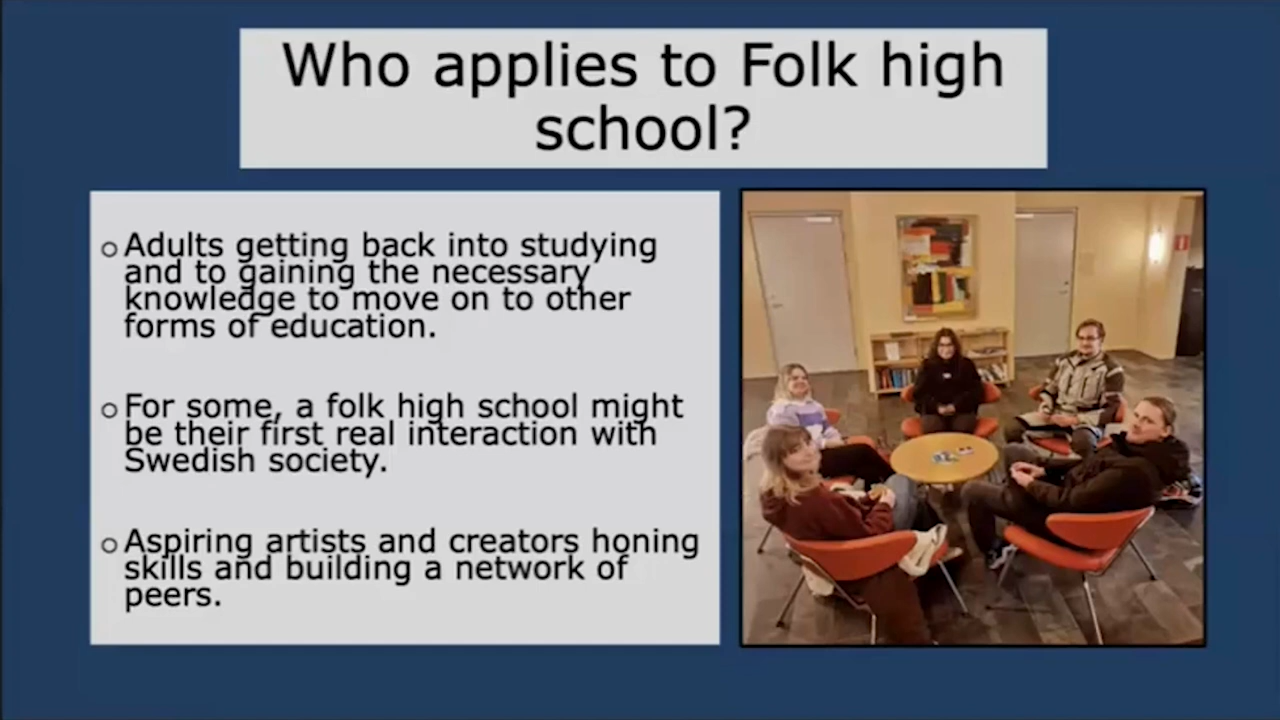 Who applies to Folk high
school?
o Adults getting back into studying
and to gaining the necessary
knowledge to move on to other
forms of education.
o For some, a folk high school might
be their first real interaction with
Swedish society.
o Aspiring artists and creators honing
skills and building a network of
peers.